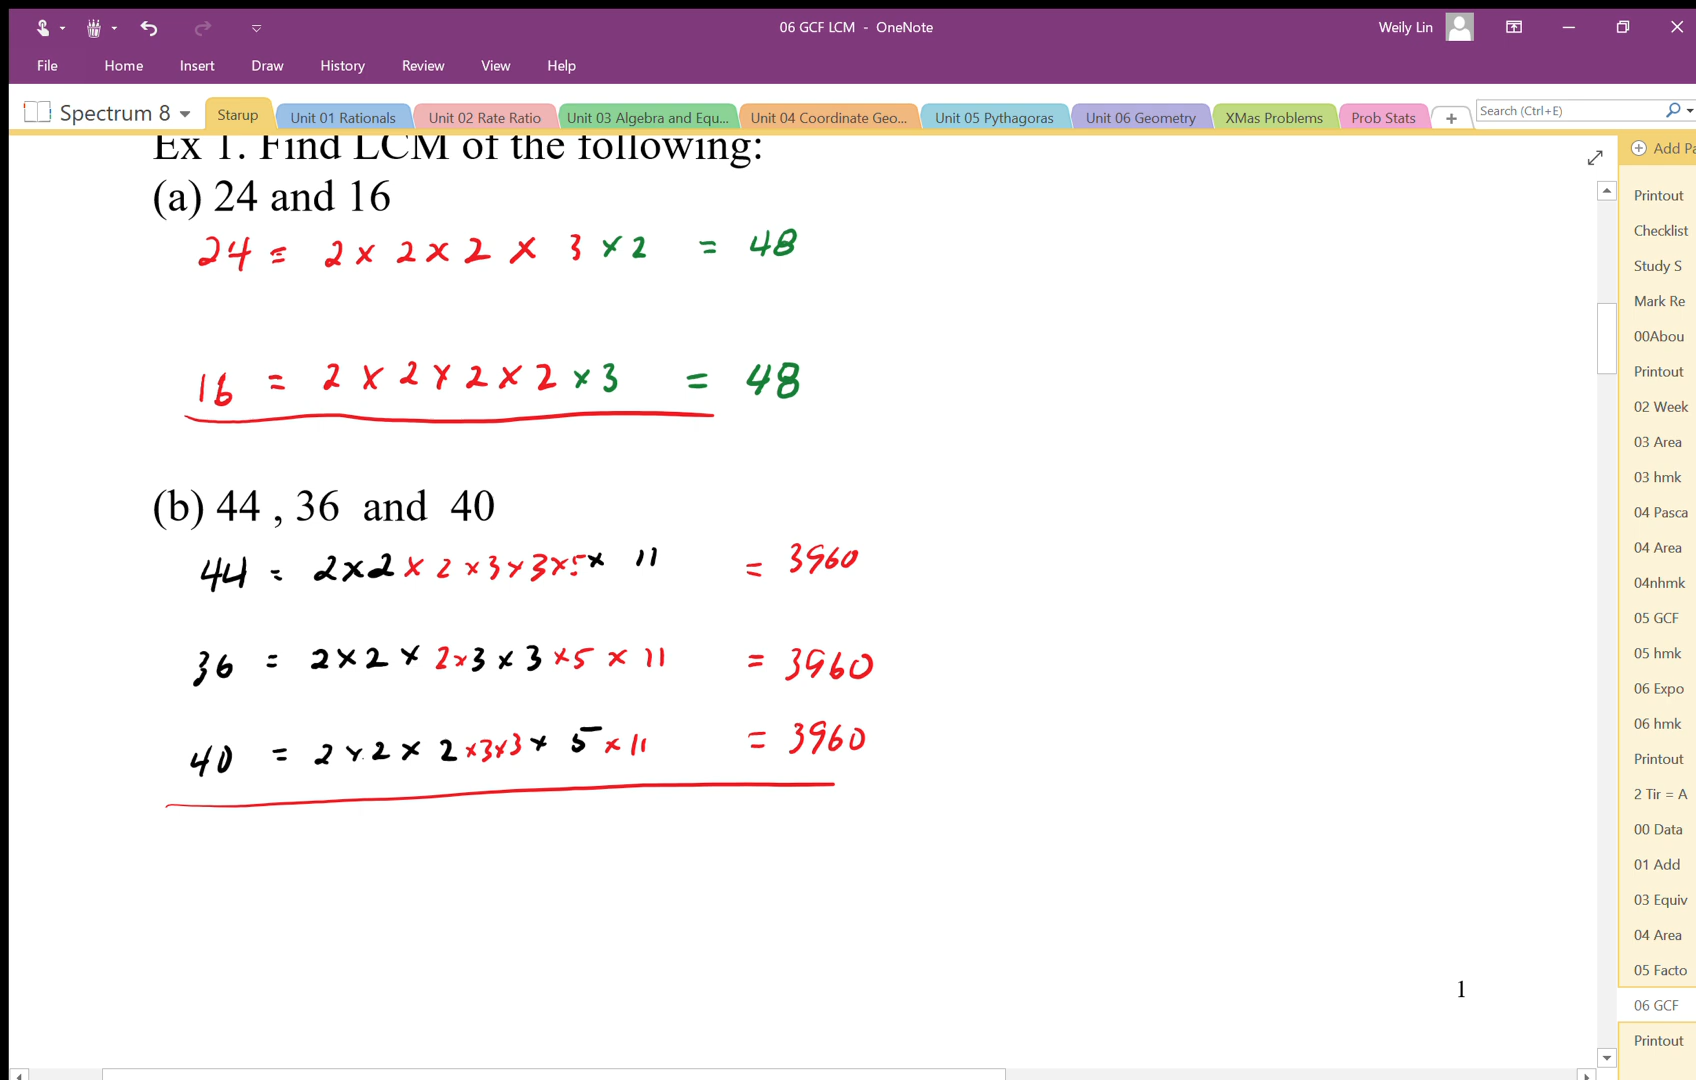 06 GCF LCM - OneNote
Weily Lin
File Home Insert Draw History Review View Help
Spectrum 8
Starup
Unit 01 Rationals
Unit 02 Rate Ratio
Unit 03 Algebra and Equ...
Unit 04 Coordinate Geo...
Unit 05 Pythagoras
Unit 06 Geometry
XMas Problems
Prob Stats
+
Search (Ctrl+E)
Ex 1. Find LCM of the following:
(a) 24 and 16
24 = 2 × 2 × 2 × 3 × 2 = 48
16 = 2 × 2 × 2 × 2 × 3 = 48
(b) 44 , 36 and 40
44 = 2 × 2 × 2 × 3 × 3 × 5 × 11 = 3960
36 = 2 × 2 × 2 × 3 × 3 × 5 × 11 = 3960
40 = 2 × 2 × 2 × 3 × 3 × 5 × 11 = 3960
1
Add Pa
Printout
Checklist
Study S
Mark Re
00Abou
Printout
02 Week
03 Area
03 hmk
04 Pasca
04 Area
04nhmk
05 GCF
05 hmk
06 Expo
06 hmk
Printout
2 Tir = A
00 Data
01 Add
03 Equiv
04 Area
05 Facto
06 GCF
Printout